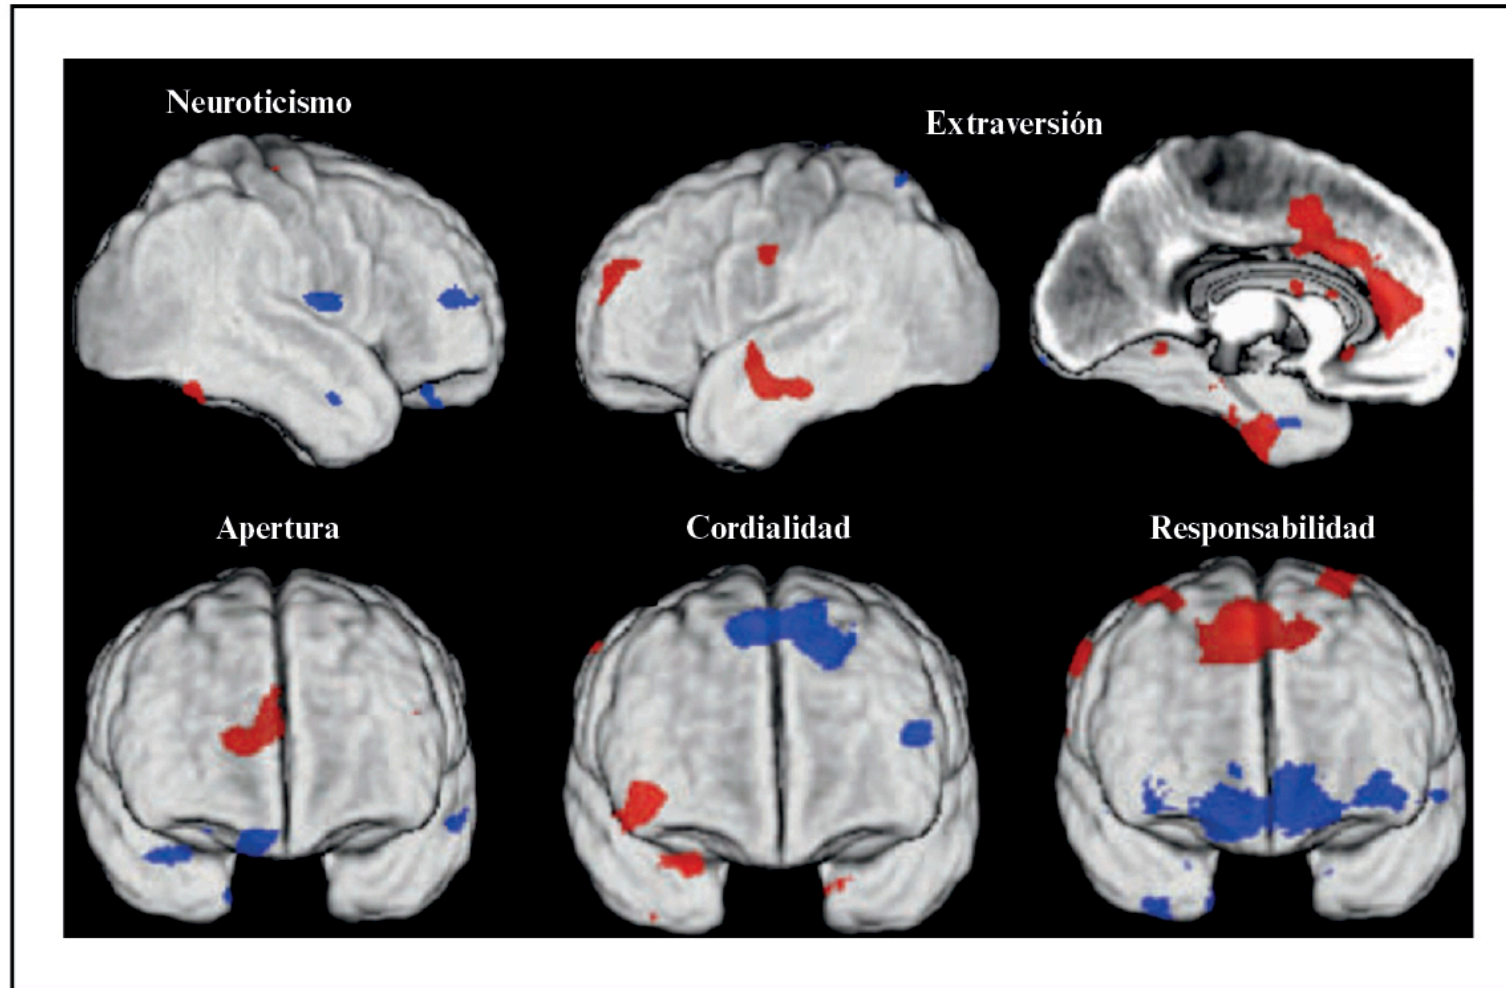 Neuroticismo
Extraversión
Apertura
Cordialidad
Responsabilidad